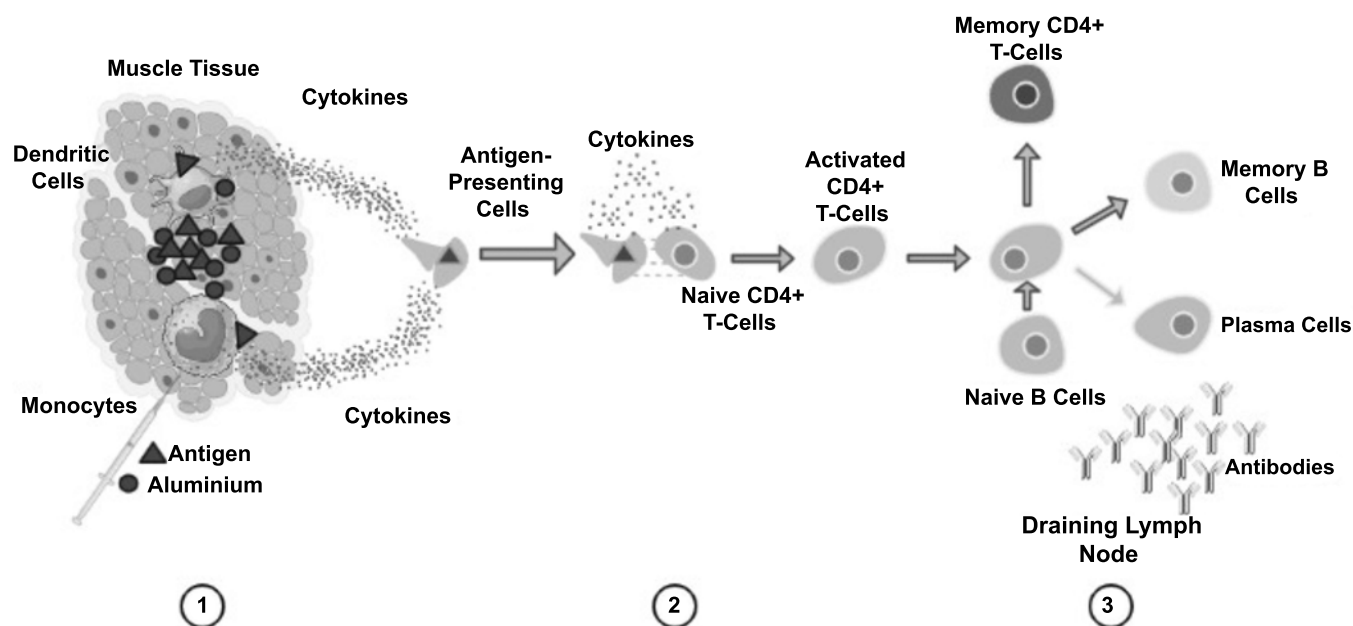 Muscle Tissue
Cytokines
Dendritic
Cells
Monocytes
Cytokines
Antigen
Aluminium
Antigen-
Presenting
Cells
Cytokines
Naive CD4+
T-Cells
Activated
CD4+
T-Cells
Memory CD4+
T-Cells
Memory B
Cells
Plasma Cells
Naive B Cells
Antibodies
Draining Lymph
Node
1
2
3